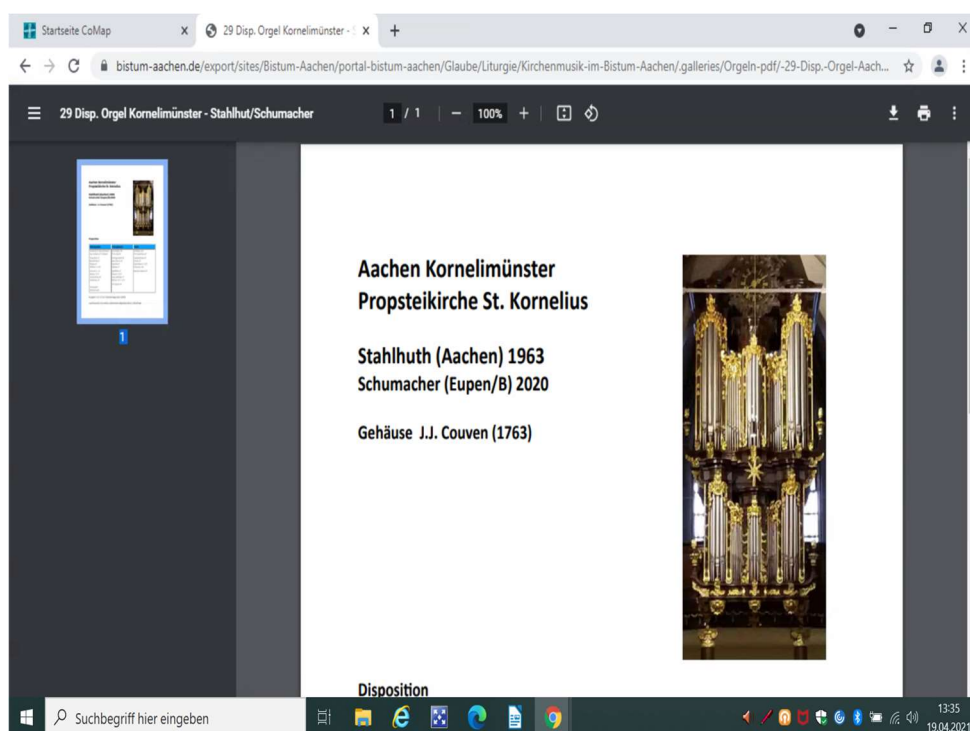 Startseite CoMap
29 Disp. Orgel Kornelimünster - S
bistum-aachen.de/export/sites/Bistum-Aachen/portal-bistum-aachen/Glaube/Liturgie/Kirchenmusik-im-Bistum-Aachen/.galleries/Orgeln-pdf/-29-Disp.-Orgel-Aach...
29 Disp. Orgel Kornelimünster - Stahlhut/Schumacher
1 / 1
100%
Aachen Kornelimünster
Propsteikirche St. Kornelius
Stahlhuth (Aachen) 1963
Schumacher (Eupen/B) 2020
Gehäuse J.J. Couven (1763)
1
Disposition
Suchbegriff hier eingeben
13:35
19.04.2021